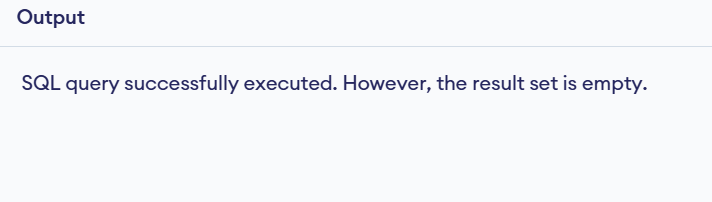 Output
SQL query successfully executed. However, the result set is empty.